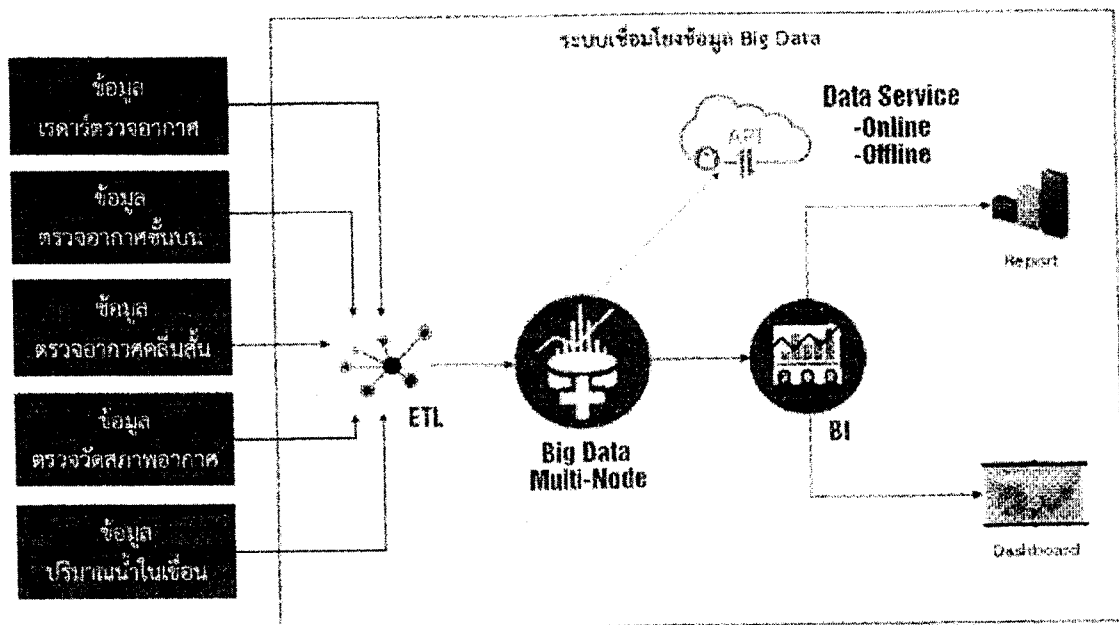 ระบบเชื่อมโยงข้อมูล Big Data
ข้อมูล
เรดาร์ตรวจอากาศ
ข้อมูล
ตรวจอากาศชั้นบน
ข้อมูล
ตรวจอากาศคลื่นสั้น
ข้อมูล
ตรวจวัดสภาพอากาศ
ข้อมูล
ปริมาณน้ำในเขื่อน
ETL
Big Data
Multi-Node
API
Data Service
-Online
-Offline
BI
Report
Dashboard